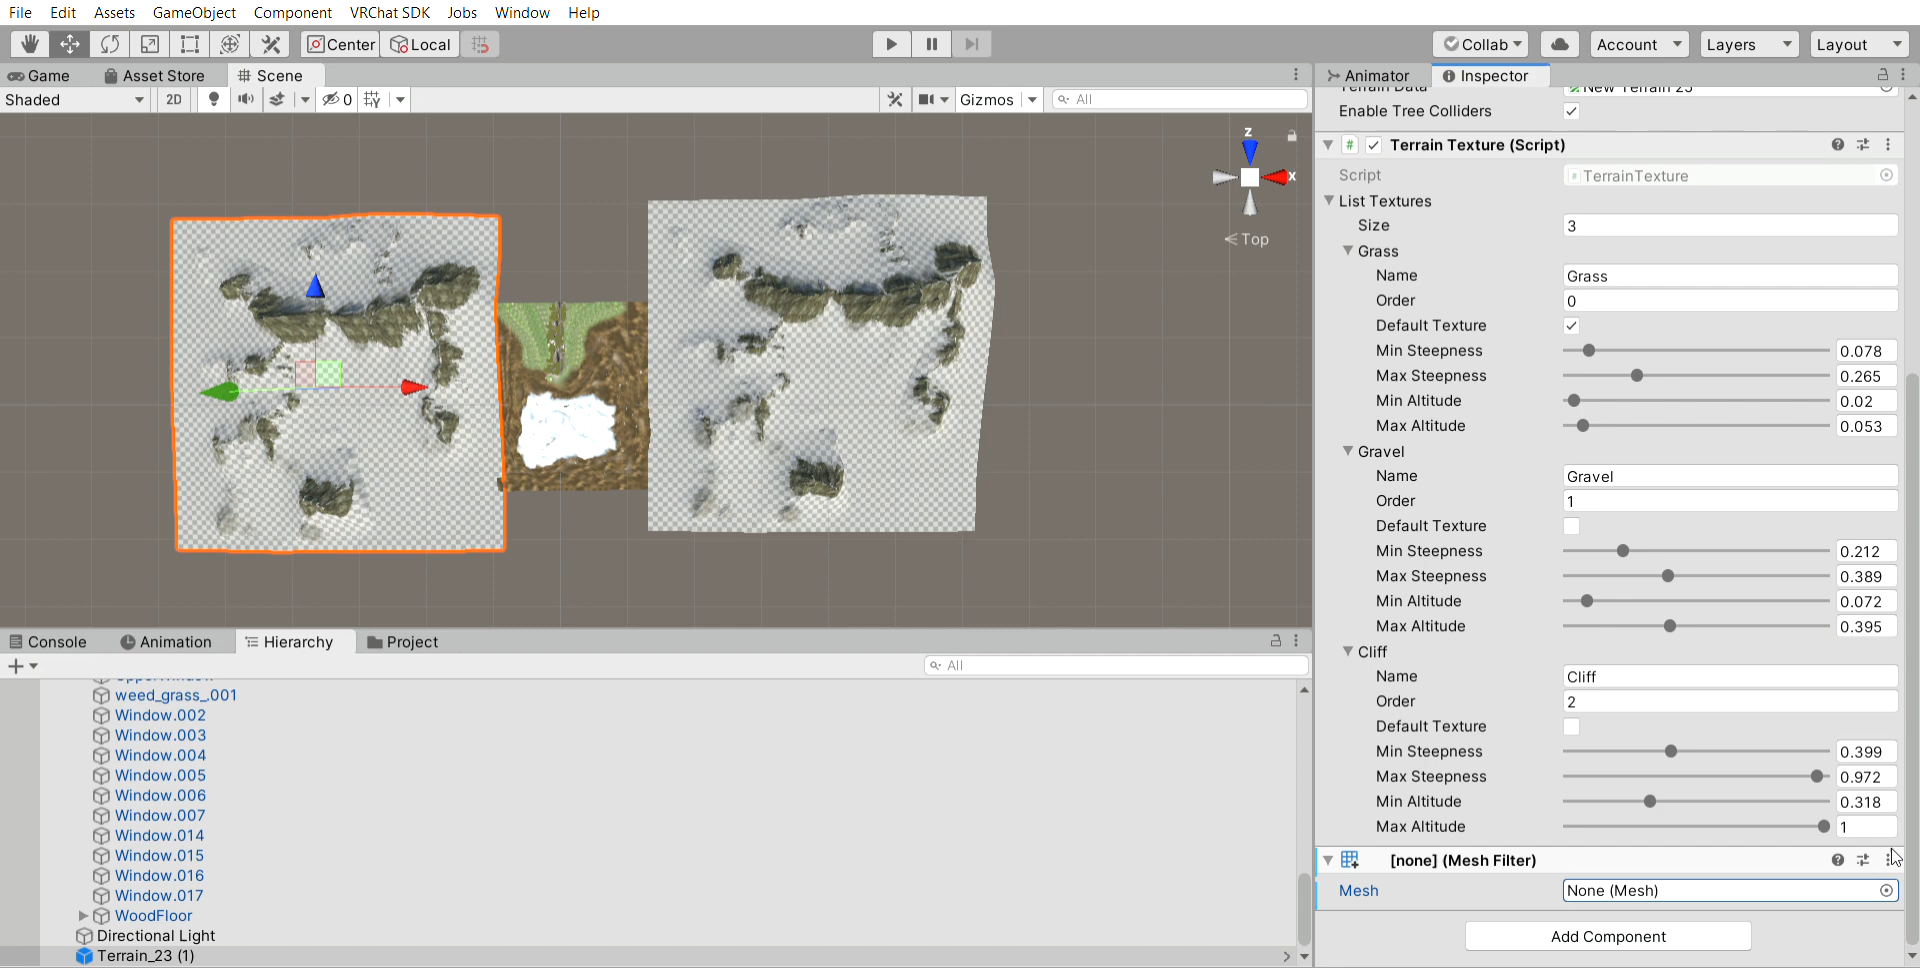 File Edit Assets GameObject Component VRChat SDK Jobs Window Help
Center Local Collab Account Layers Layout
Game Asset Store Scene Animator Inspector
Shaded 2D 0 Gizmos All
Terrain Data New Terrain 23
Enable Tree Colliders
z
x
Top
Terrain Texture (Script)
Script TerrainTexture
List Textures
Size 3
Grass
Name Grass
Order 0
Default Texture
Min Steepness 0.078
Max Steepness 0.265
Min Altitude 0.02
Max Altitude 0.053
Gravel
Name Gravel
Order 1
Default Texture
Min Steepness 0.212
Max Steepness 0.389
Min Altitude 0.072
Max Altitude 0.395
Cliff
Name Cliff
Order 2
Default Texture
Min Steepness 0.399
Max Steepness 0.972
Min Altitude 0.318
Max Altitude 1
[none] (Mesh Filter)
Mesh None (Mesh)
Add Component
Console Animation Hierarchy Project
All
weed_grass_.001
Window.002
Window.003
Window.004
Window.005
Window.006
Window.007
Window.014
Window.015
Window.016
Window.017
WoodFloor
Directional Light
Terrain_23 (1)